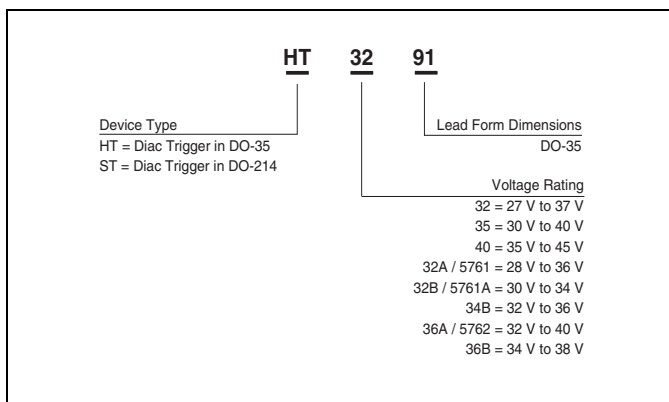 HT 32 91
Device Type
HT = Diac Trigger in DO-35
ST = Diac Trigger in DO-214
Lead Form Dimensions
DO-35
Voltage Rating
32 = 27 V to 37 V
35 = 30 V to 40 V
40 = 35 V to 45 V
32A / 5761 = 28 V to 36 V
32B / 5761A = 30 V to 34 V
34B = 32 V to 36 V
36A / 5762 = 32 V to 40 V
36B = 34 V to 38 V